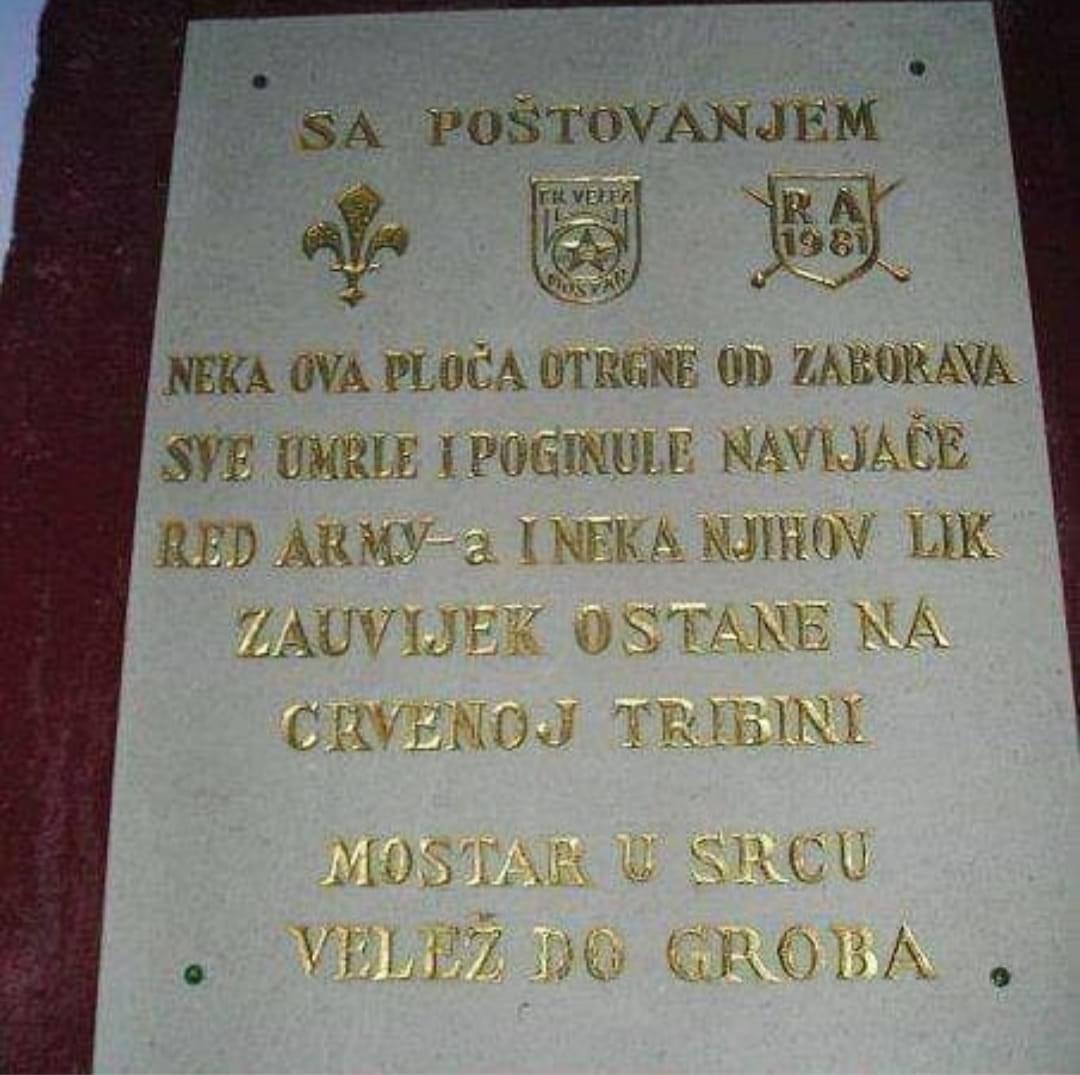 SA POŠTOVANJEM
FK VELEŽ
MOSTAR
RA
1981
NEKA OVA PLOČA OTRGNE OD ZABORAVA
SVE UMRLE I POGINULE NAVIJAČE
RED ARMY-a I NEKA NJIHOV LIK
ZAUVIJEK OSTANE NA
CRVENOJ TRIBINI
MOSTAR U SRCU
VELEŽ DO GROBA